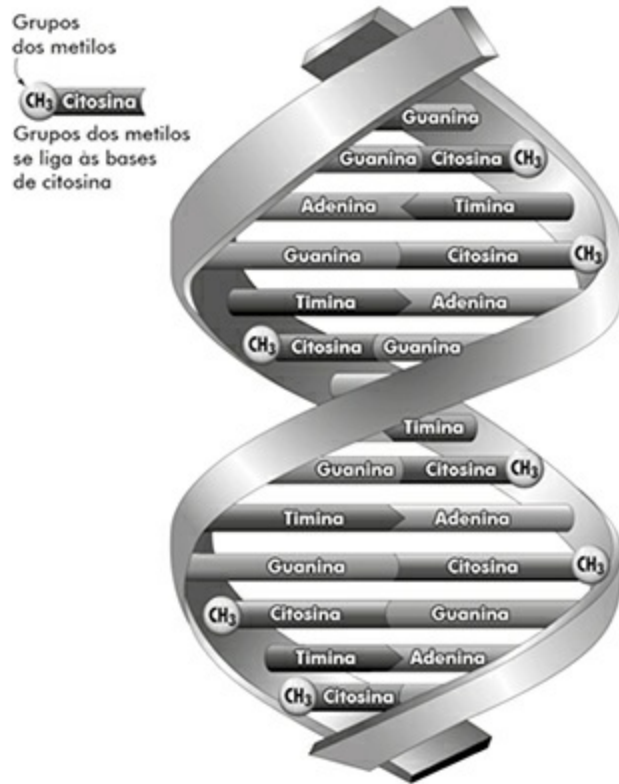 Grupos
dos metilos
CH3 Citosina
Grupos dos metilos
se liga às bases
de citosina
Guanina
Guanina Citosina CH3
Adenina Timina
Guanina Citosina CH3
Timina Adenina
CH3 Citosina Guanina
Timina
Guanina Citosina CH3
Timina Adenina
Guanina Citosina CH3
CH3 Citosina Guanina
Timina Adenina
CH3 Citosina